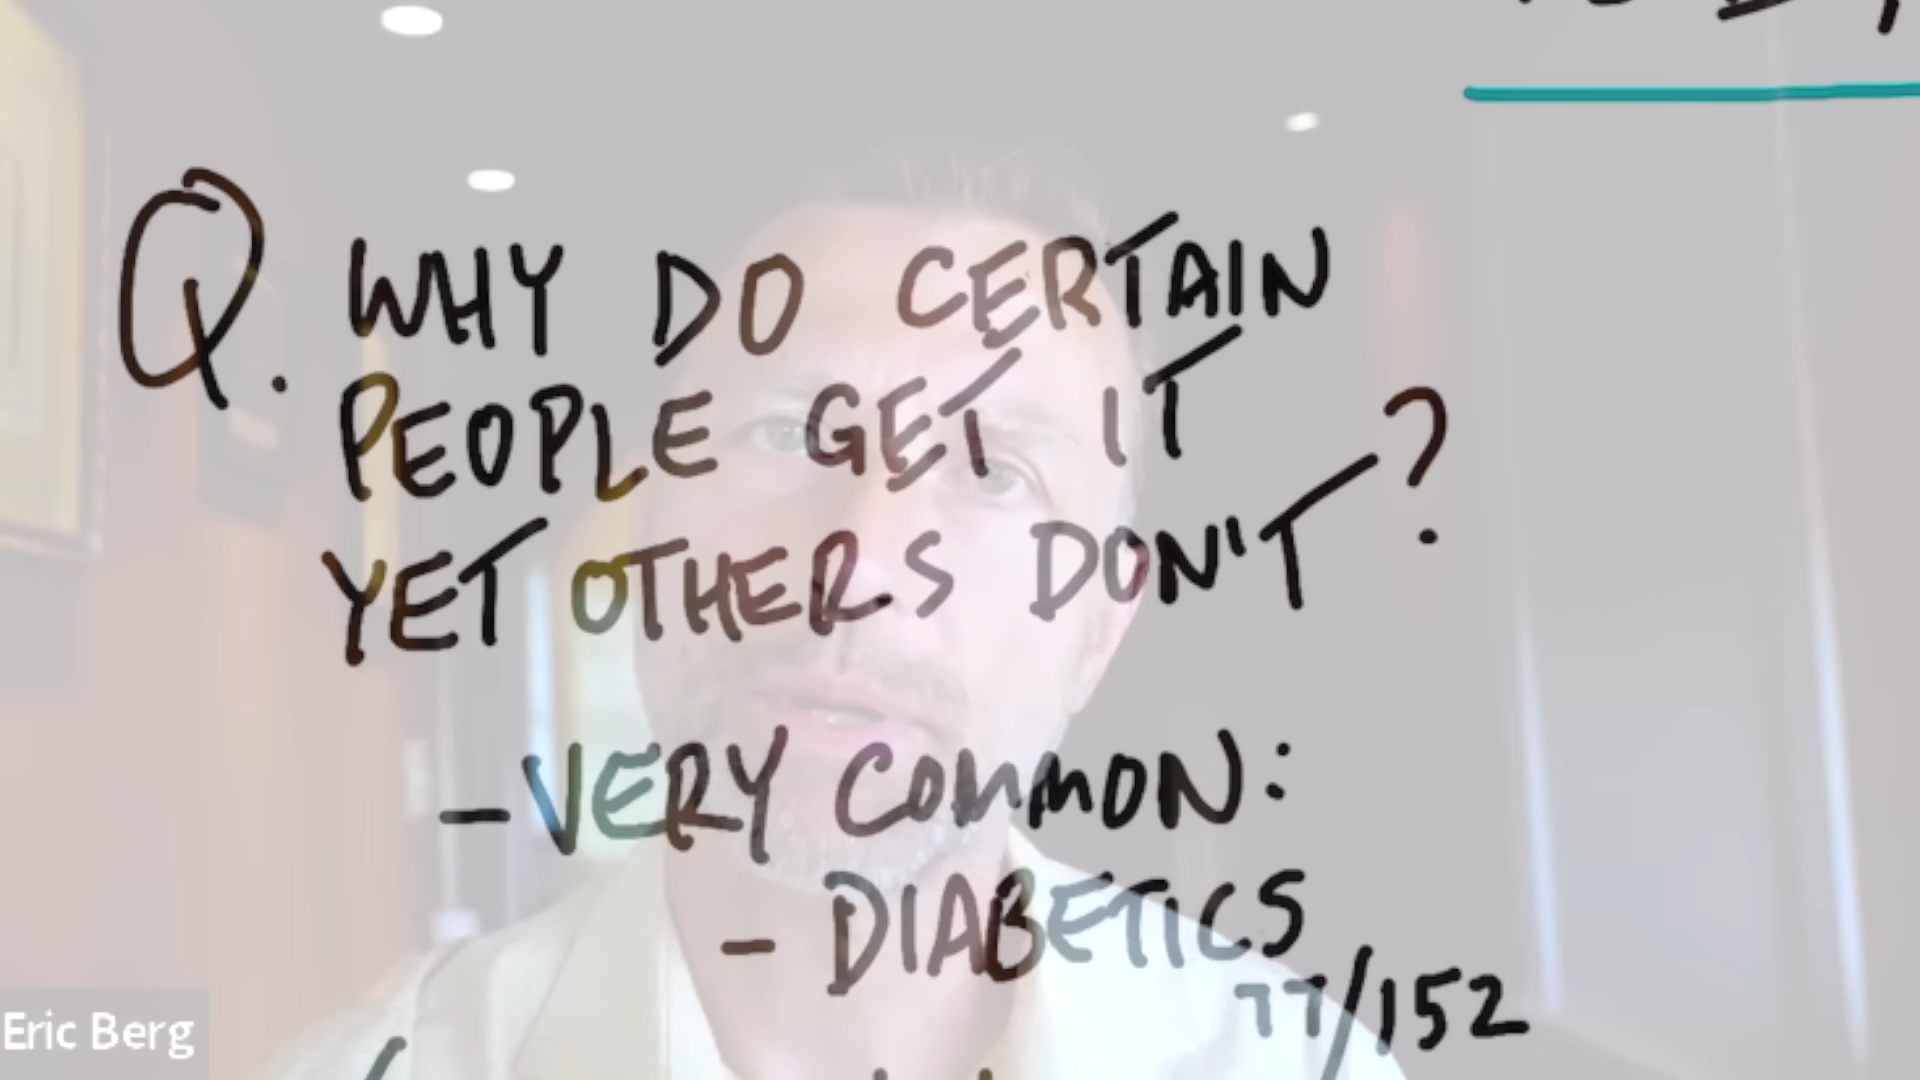 Q. WHY DO CERTAIN
PEOPLE GET IT
YET OTHERS DON'T?
- VERY COMMON:
- DIABETICS
77/152
Eric Berg